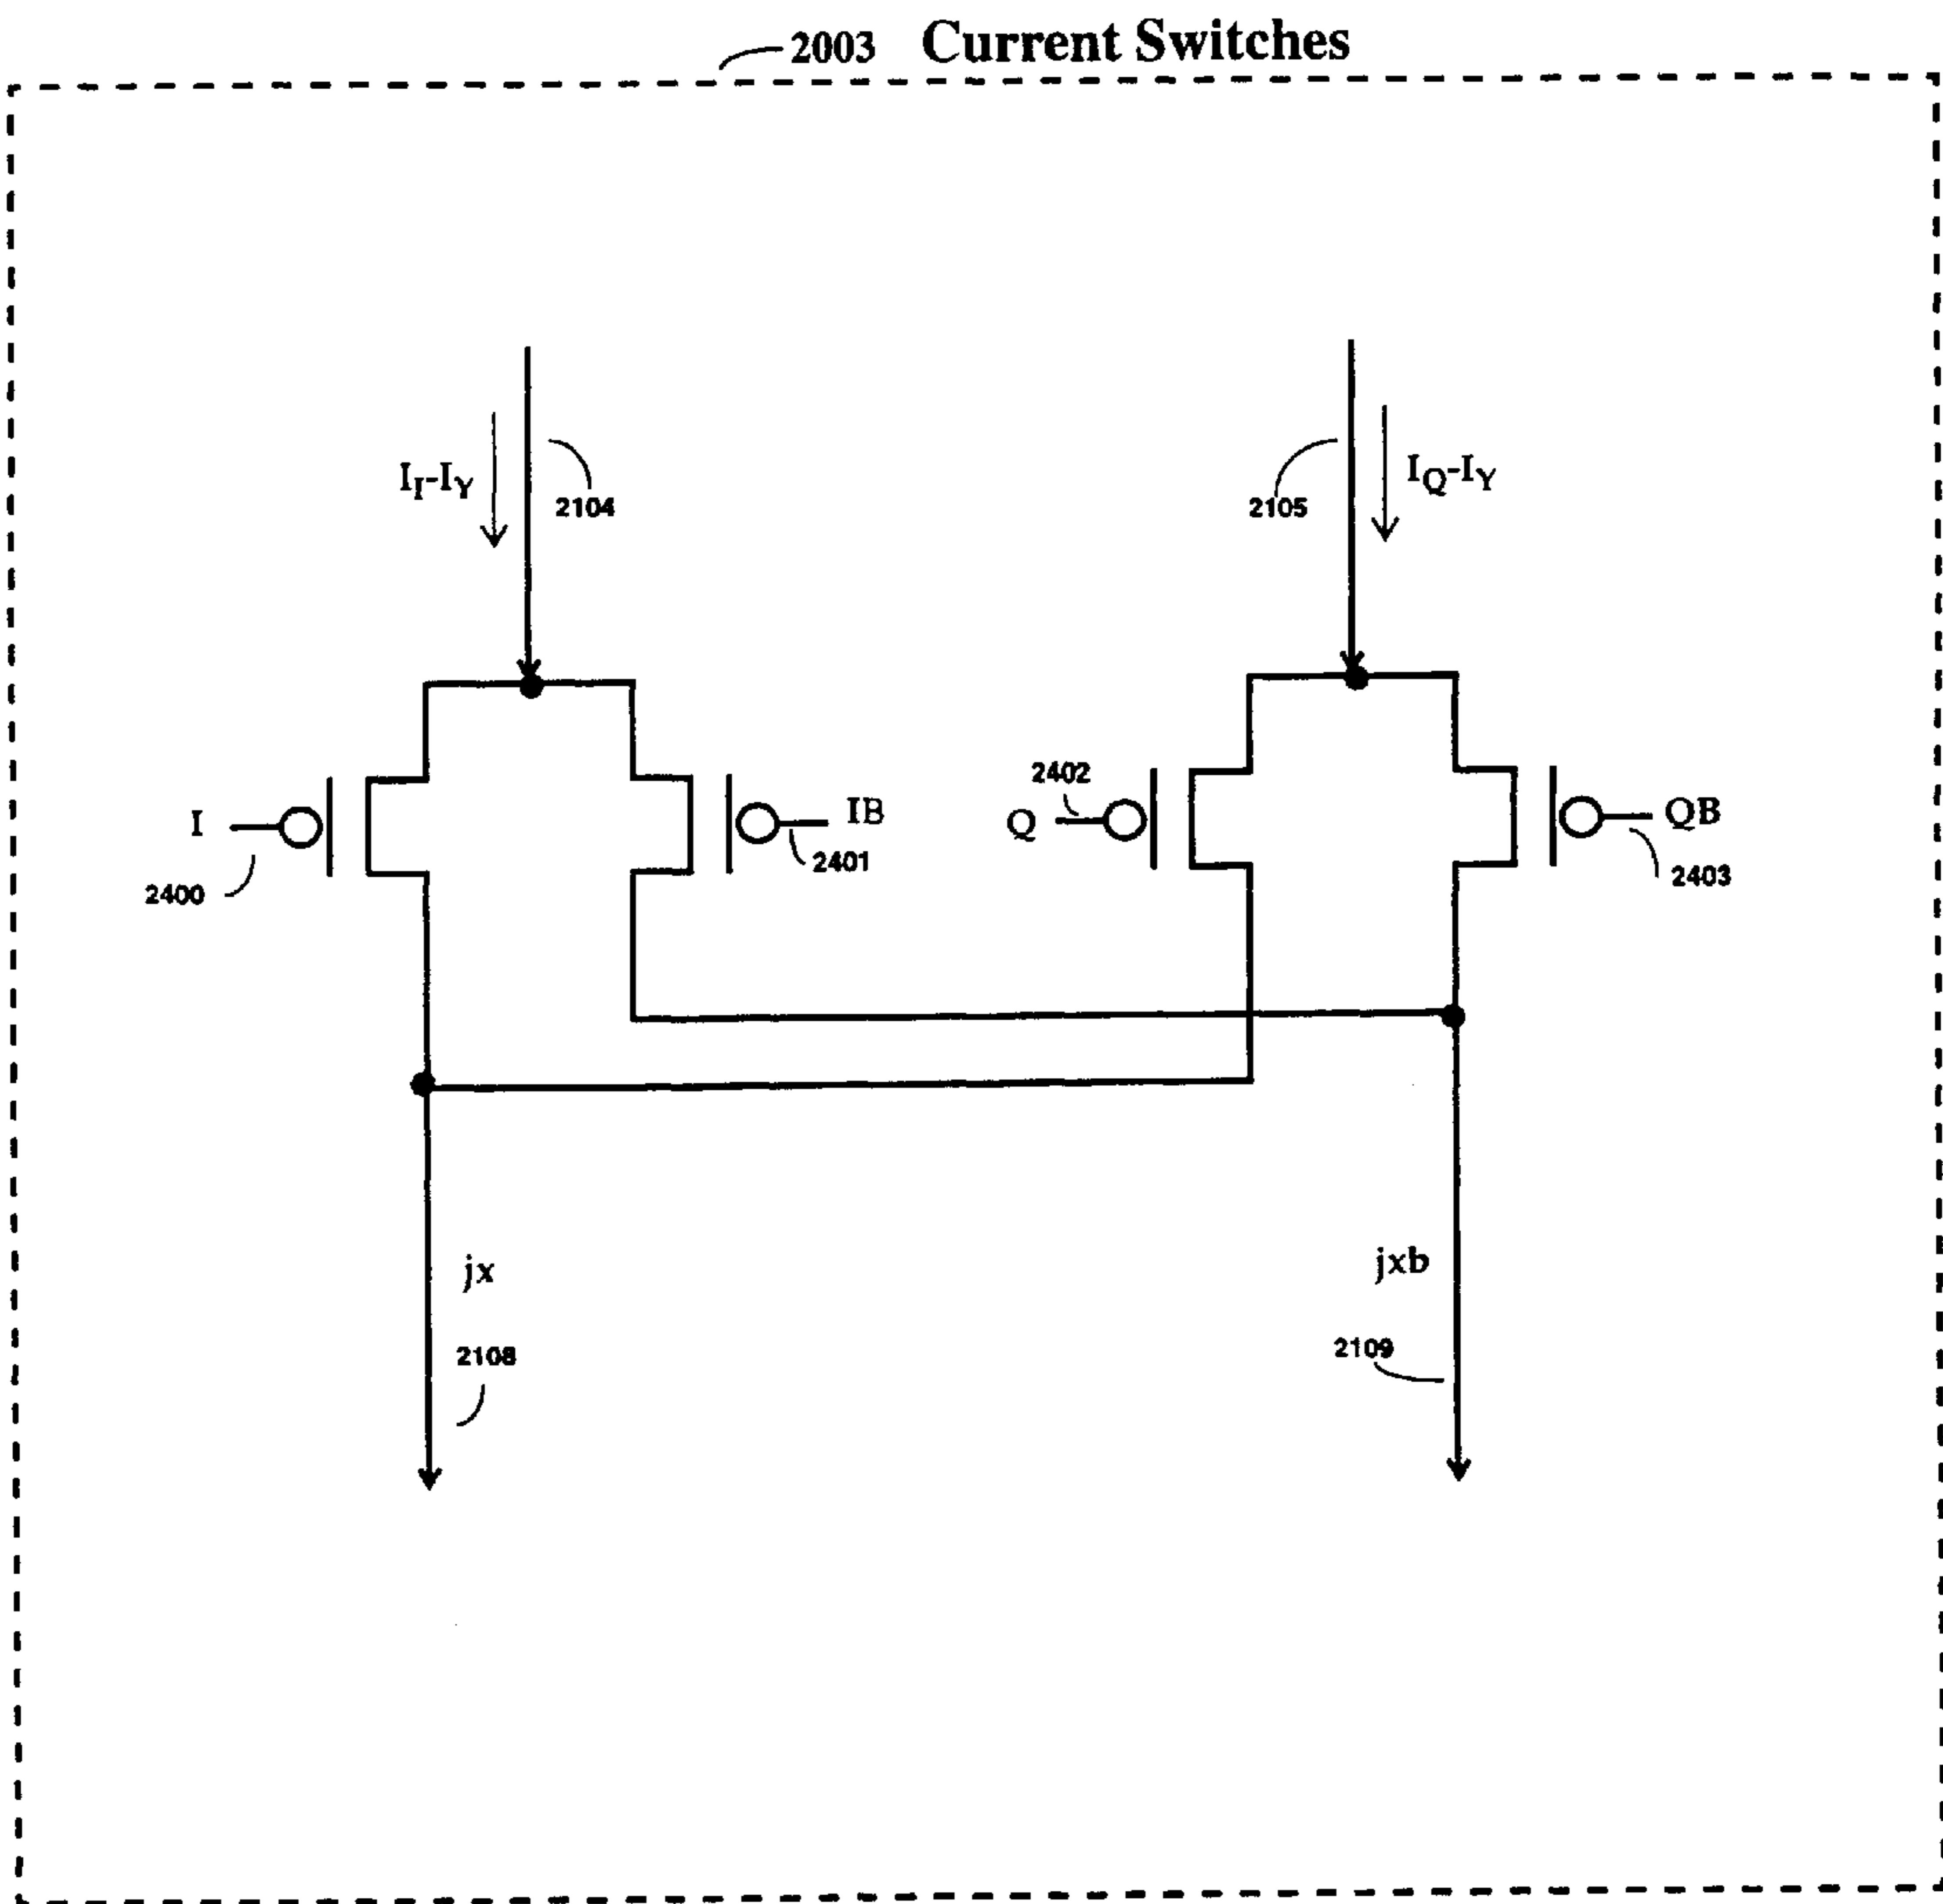 2003 Current Switches
I_I-I_Y
2104
2105
I_Q-I_Y
I
2400
IB
2401
2402
Q
QB
2403
jx
2108
jxb
2109